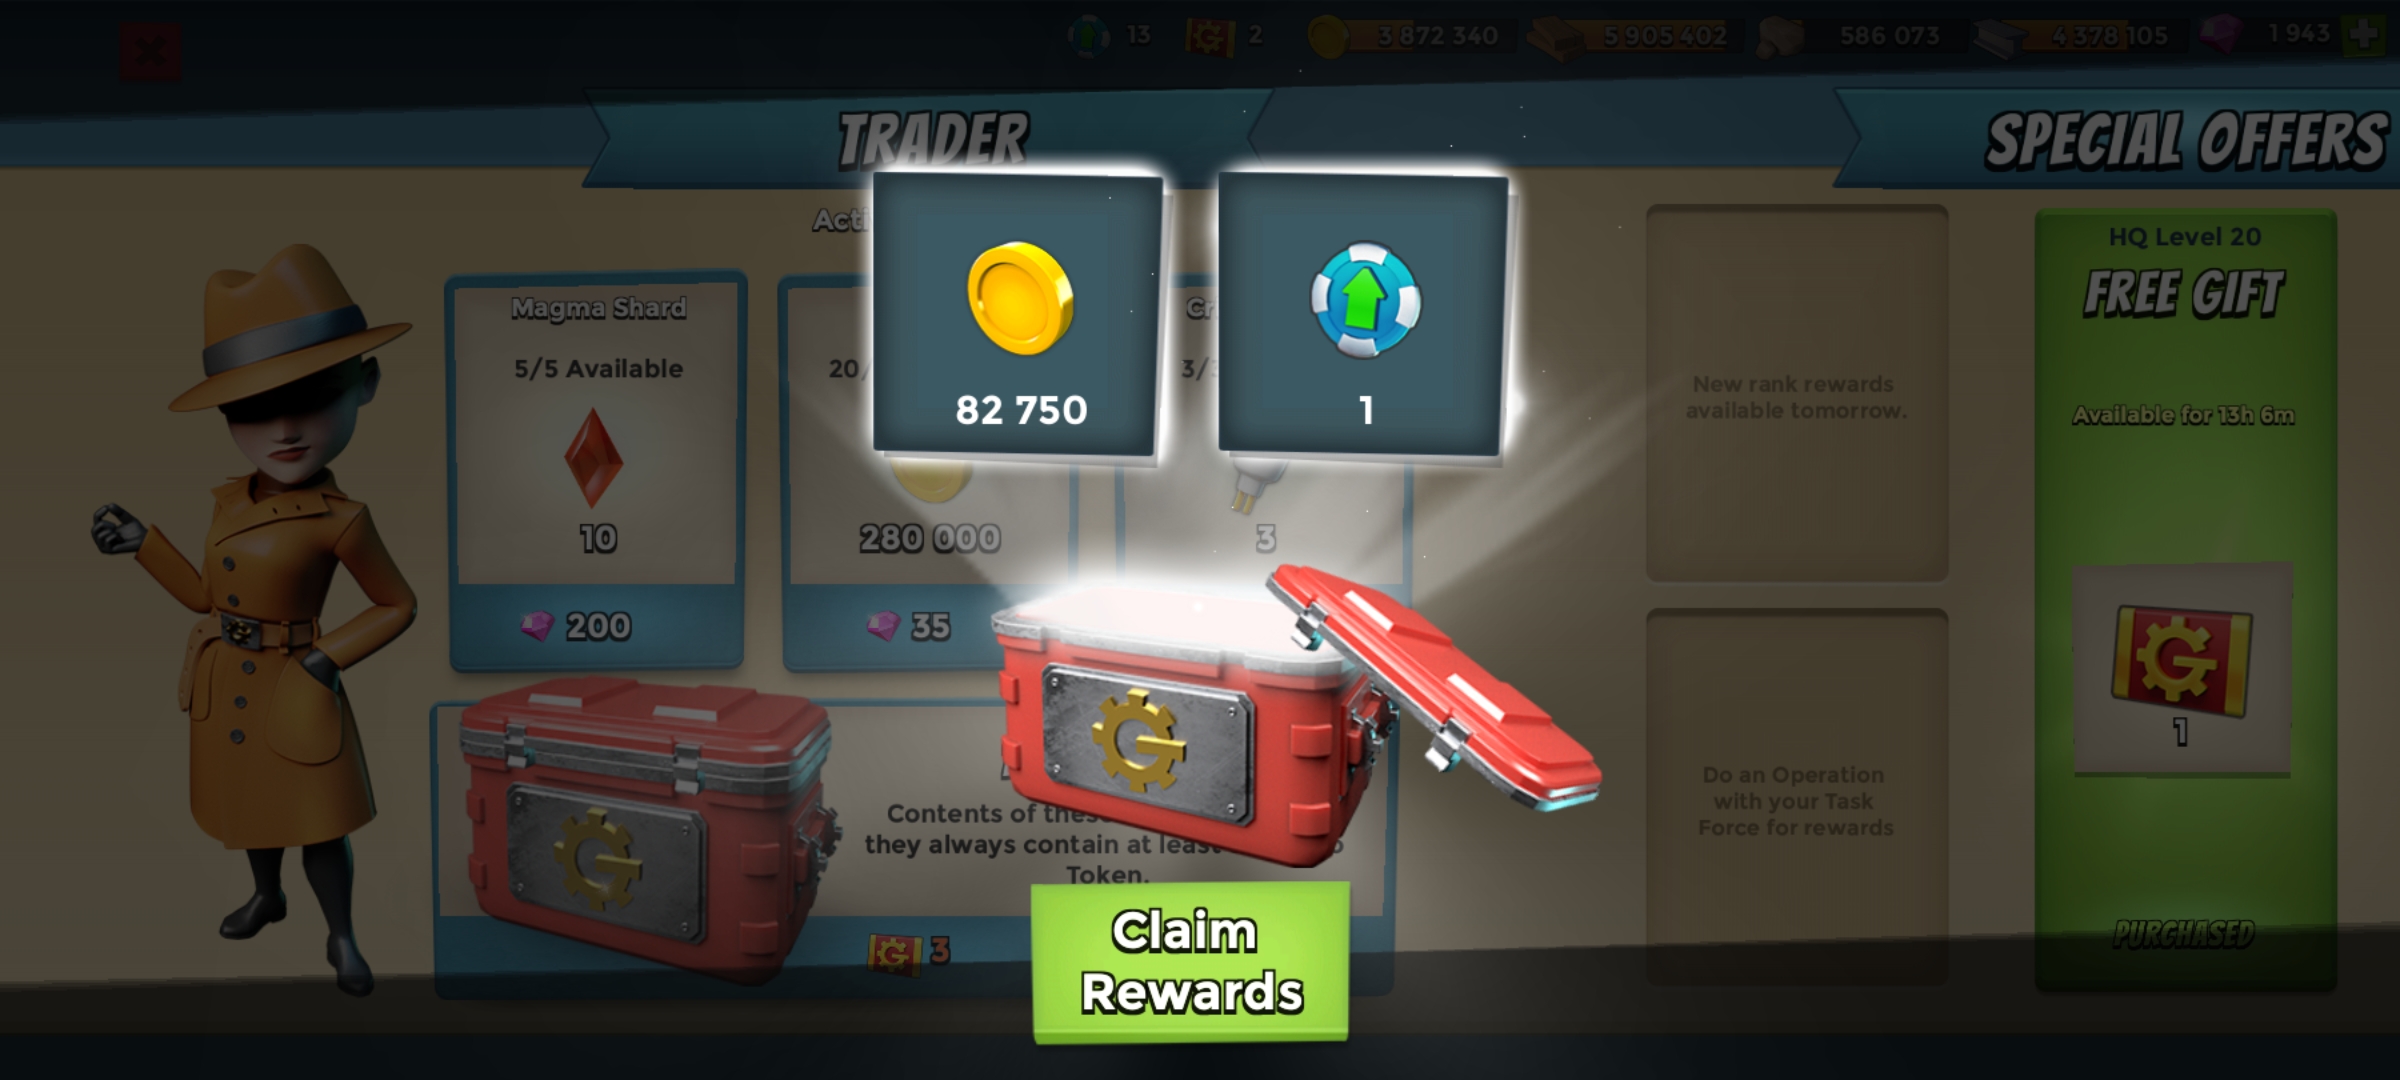 13
2
3 872 340
5 905 402
586 073
4 378 105
1 943
TRADER
SPECIAL OFFERS
82 750
1
Magma Shard
5/5 Available
10
200
280 000
35
3
New rank rewards
available tomorrow.
Do an Operation
with your Task
Force for rewards
HQ Level 20
FREE GIFT
Available for 13h 6m
1
PURCHASED
Contents of
they always contain at least
Token.
3
Claim
Rewards